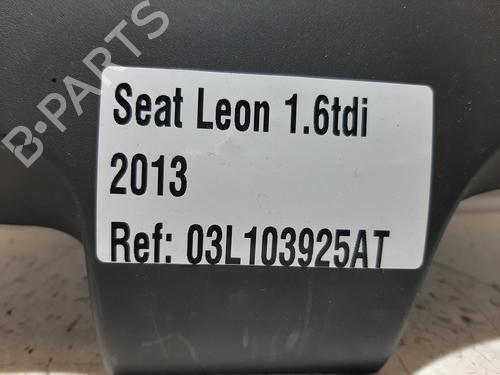 B-PARTS
Seat Leon 1.6tdi
2013
Ref: 03L103925AT